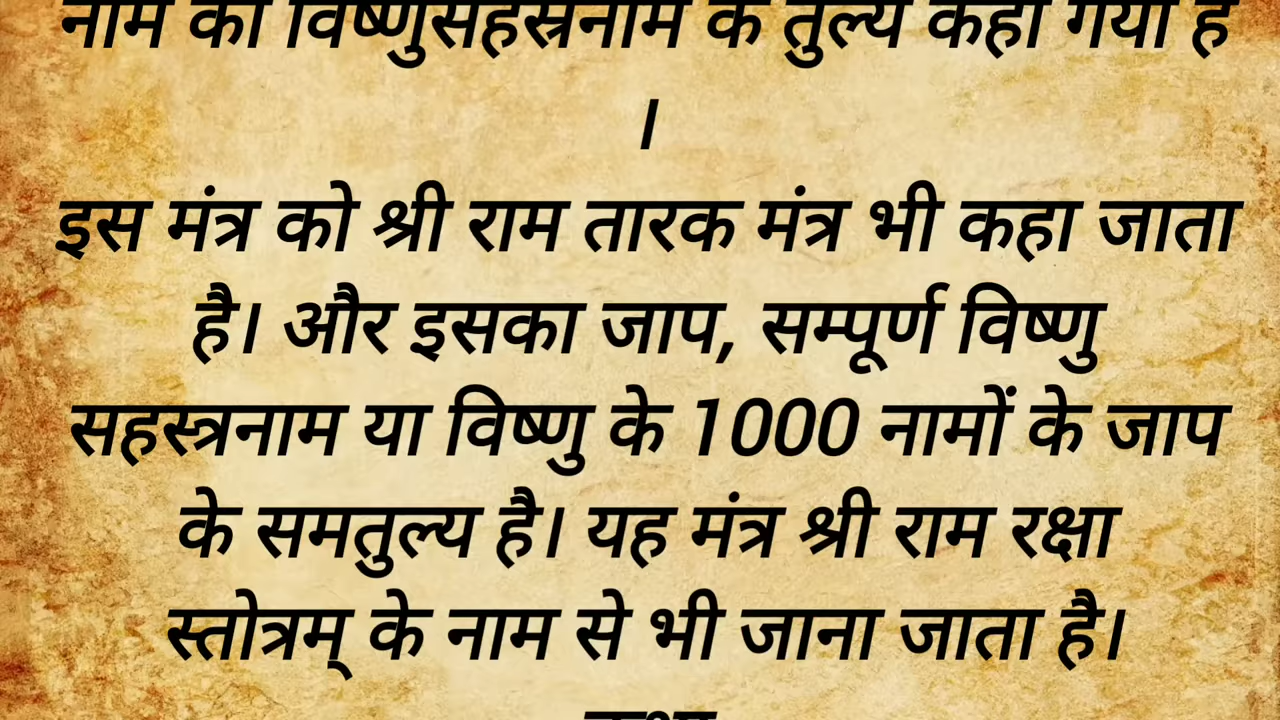 नाम को विष्णुसहस्रनाम के तुल्य कहा गया है
।
इस मंत्र को श्री राम तारक मंत्र भी कहा जाता
है। और इसका जाप, सम्पूर्ण विष्णु
सहस्त्रनाम या विष्णु के 1000 नामों के जाप
के समतुल्य है। यह मंत्र श्री राम रक्षा
स्तोत्रम् के नाम से भी जाना जाता है।